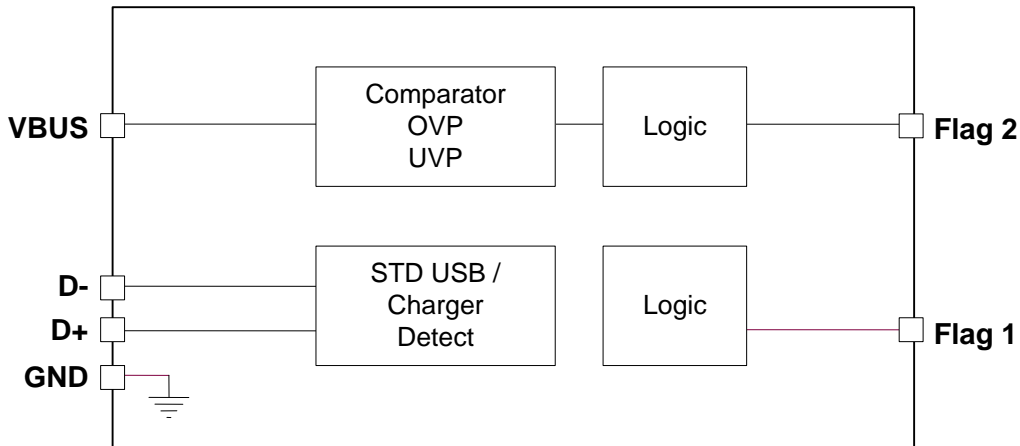 VBUS
Comparator
OVP
UVP
Logic
Flag 2
D-
D+
GND
STD USB /
Charger
Detect
Logic
Flag 1